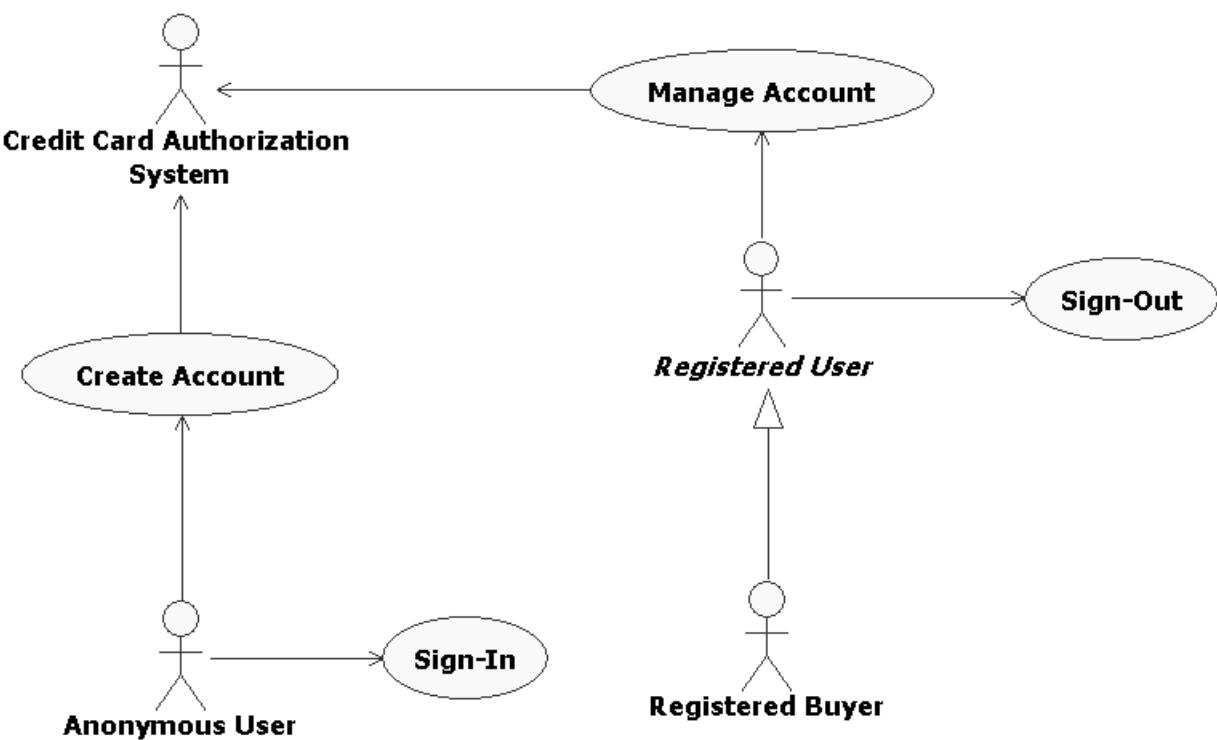 Manage Account
Credit Card Authorization
System
Sign-Out
Registered User
Create Account
Sign-In
Registered Buyer
Anonymous User